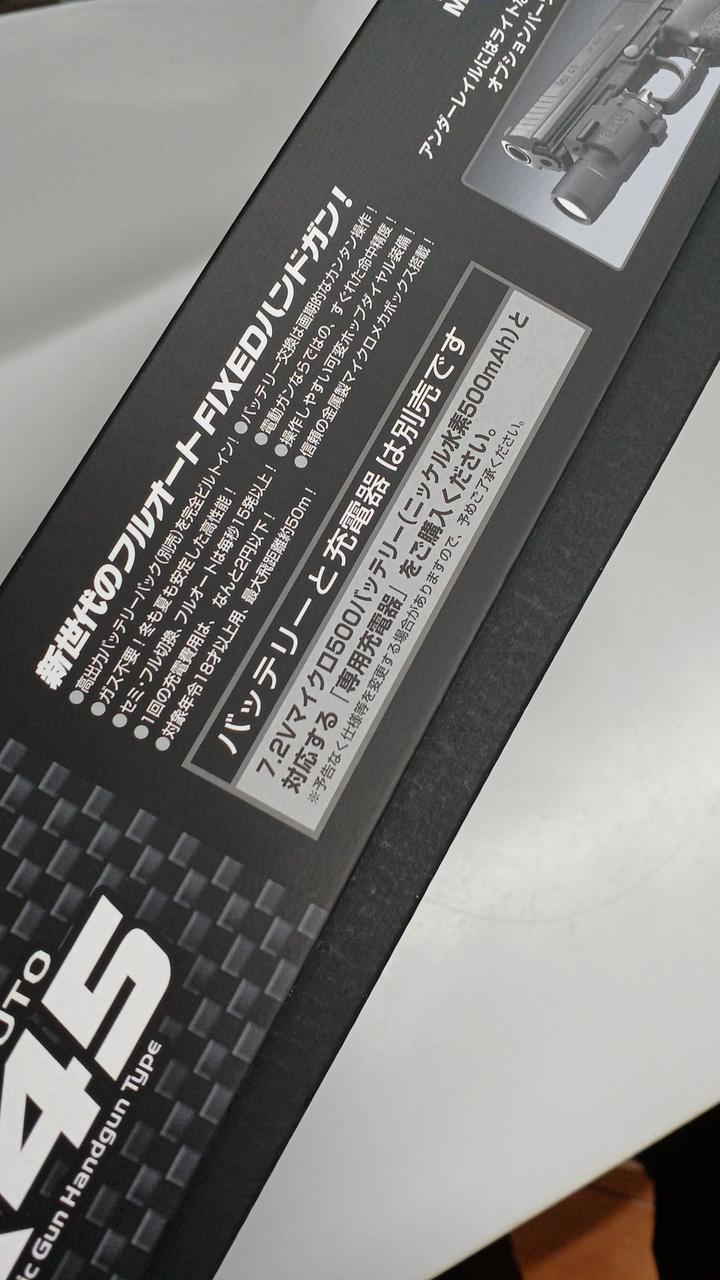 新世代のフルオート FIXEDハンドガン!
●高出力バッテリーパック(別売)を完全ビルトイン!
●ガス不要!冬も夏も安定した高性能!
●セミ・フル切換、フルオートは毎秒15発以上!
●1回の充電費用は、なんと2円以下!
●対象年令18才以上用、最大飛距離約50m!
●バッテリー交換は画期的はカンタン操作!
●電動ガンならではの、すぐれた命中精度!
●操作しやすい可変ホップダイヤル装備!
●信頼の金属製マイクロメカボックス搭載!
バッテリーと充電器は別売です
7.2Vマイクロ500バッテリー(ニッケル水素500mAh)と
対応する「専用充電器」をご購入ください。
※予告なく仕様等を変更する場合がありますので、予めご了承ください。
アンダーレイルにはライト
オプションパー
UTO
45
ic Gun Handgun Type